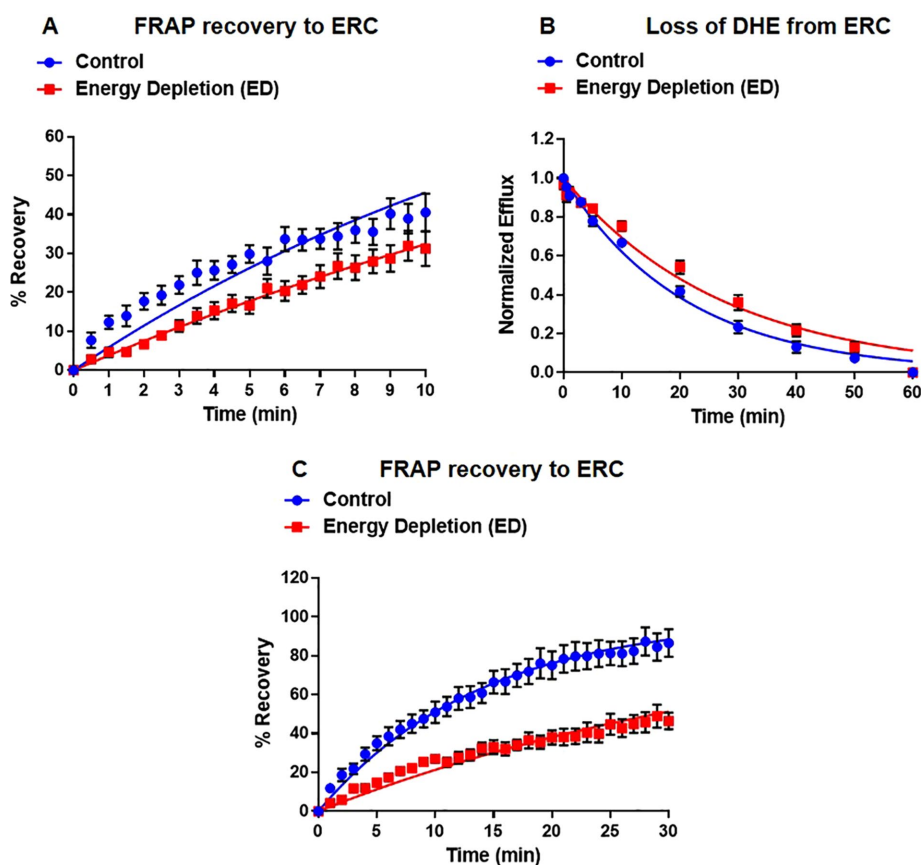 A FRAP recovery to ERC
Control
Energy Depletion (ED)
60
50
40
30
20
10
0
% Recovery
0 1 2 3 4 5 6 7 8 9 10
Time (min)
B Loss of DHE from ERC
Control
Energy Depletion (ED)
1.2
1.0
0.8
0.6
0.4
0.2
0.0
Normalized Efflux
0 10 20 30 40 50 60
Time (min)
C FRAP recovery to ERC
Control
Energy Depletion (ED)
120
100
80
60
40
20
0
% Recovery
0 5 10 15 20 25 30
Time (min)